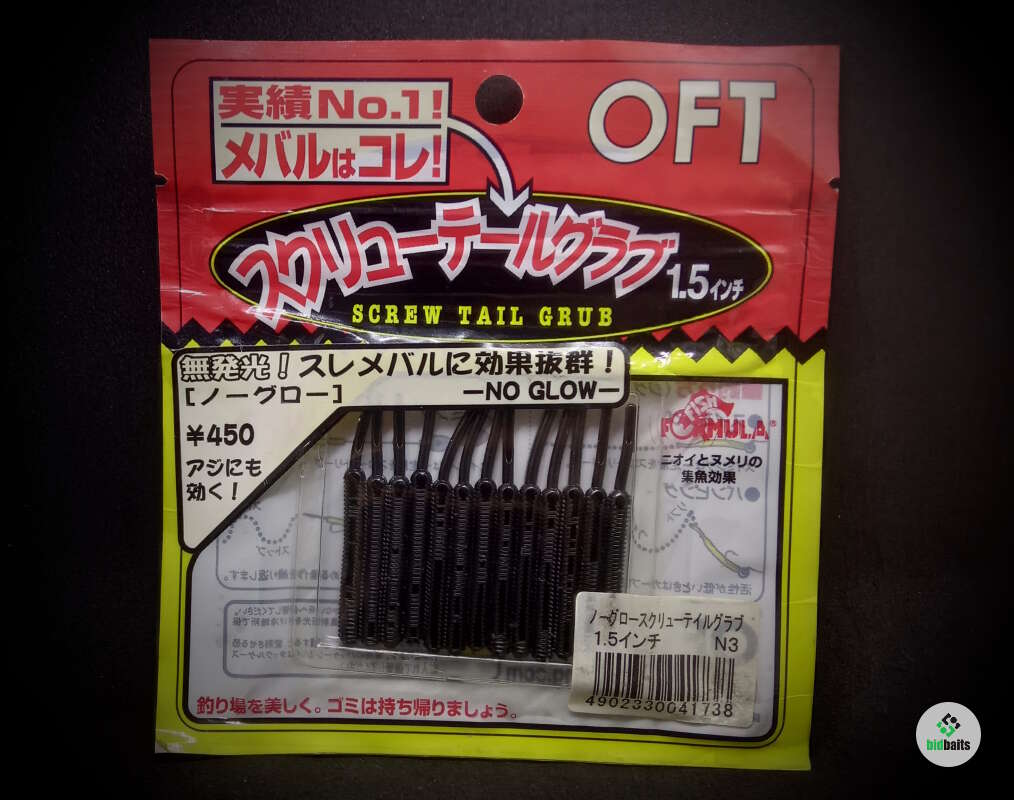 実績No.1!
メバルはコレ!
OFT
スクリューテールグラブ
1.5インチ
SCREW TAIL GRUB
無発光！スレメバルに効果抜群！
[ノーグロー]
—NO GLOW—
¥450
アジにも
効く！
FISH
FORMULA®
ニオイとヌメリの
集魚効果
ストップ
ノーグロースクリューテイルグラブ
1.5インチ N3
4902330041738
釣り場を美しく。ゴミは持ち帰りましょう。
bidbaits